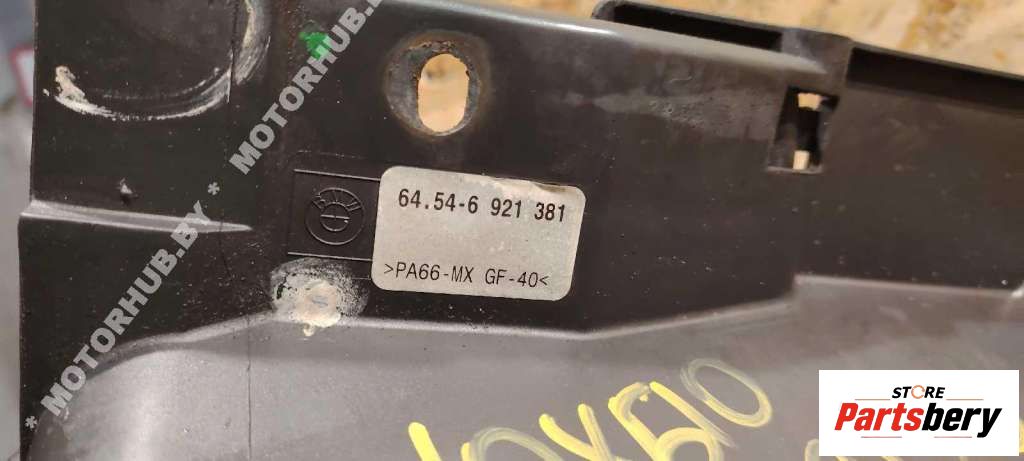 * MOTORHUB.BY * MOTORHUB.BY
64.54-6 921 381
>PA66-MX GF-40<
STORE
Partsbery